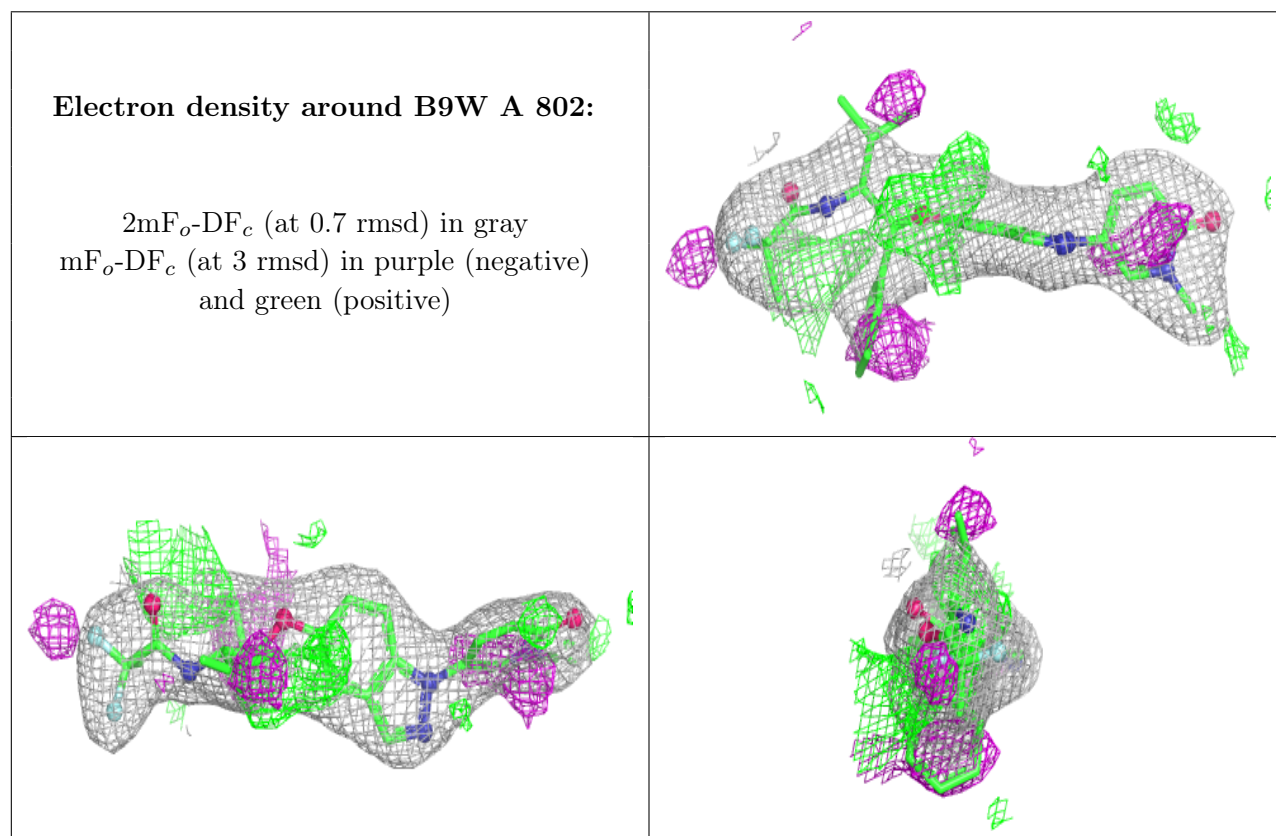 Electron density around B9W A 802:
2mFₒ-DF𝒸 (at 0.7 rmsd) in gray
mFₒ-DF𝒸 (at 3 rmsd) in purple (negative)
and green (positive)